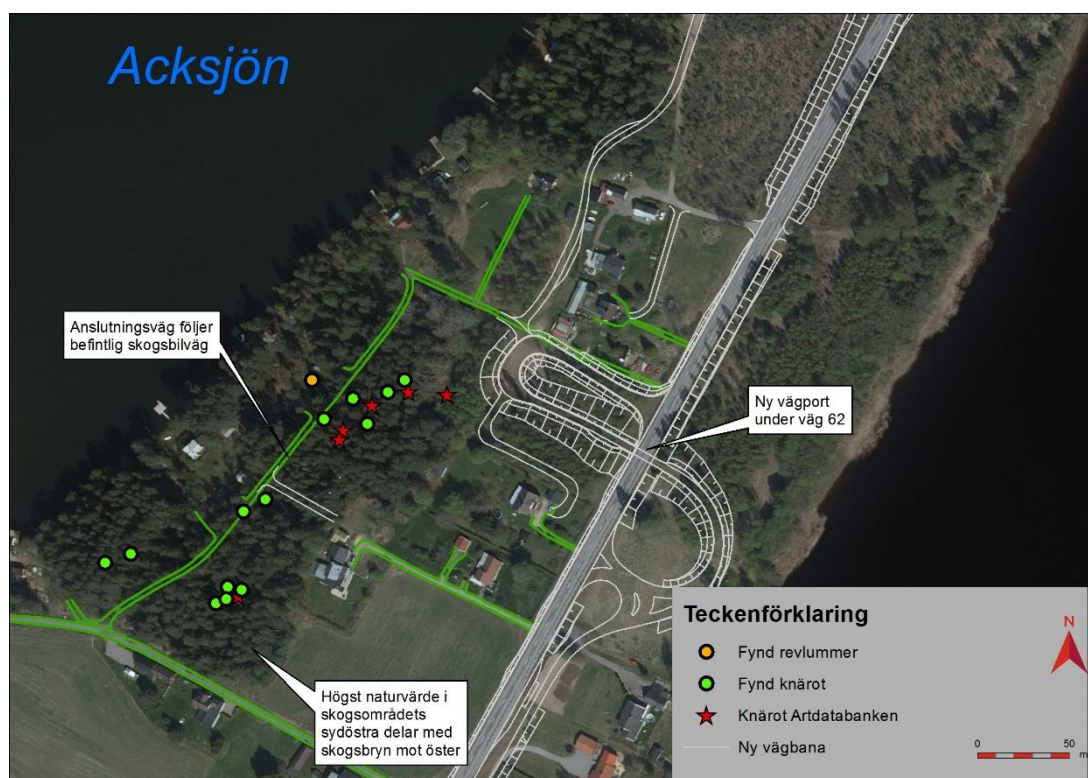 Acksjön
Anslutningsväg följer
befintlig skogsbilväg
Ny vägport
under väg 62
Högst naturvärde i
skogsområdets
sydöstra delar med
skogsbryn mot öster
Teckenförklaring
Fynd revlummer
Fynd knärot
Knärot Artdatabanken
Ny vägbana
N
0
50
m